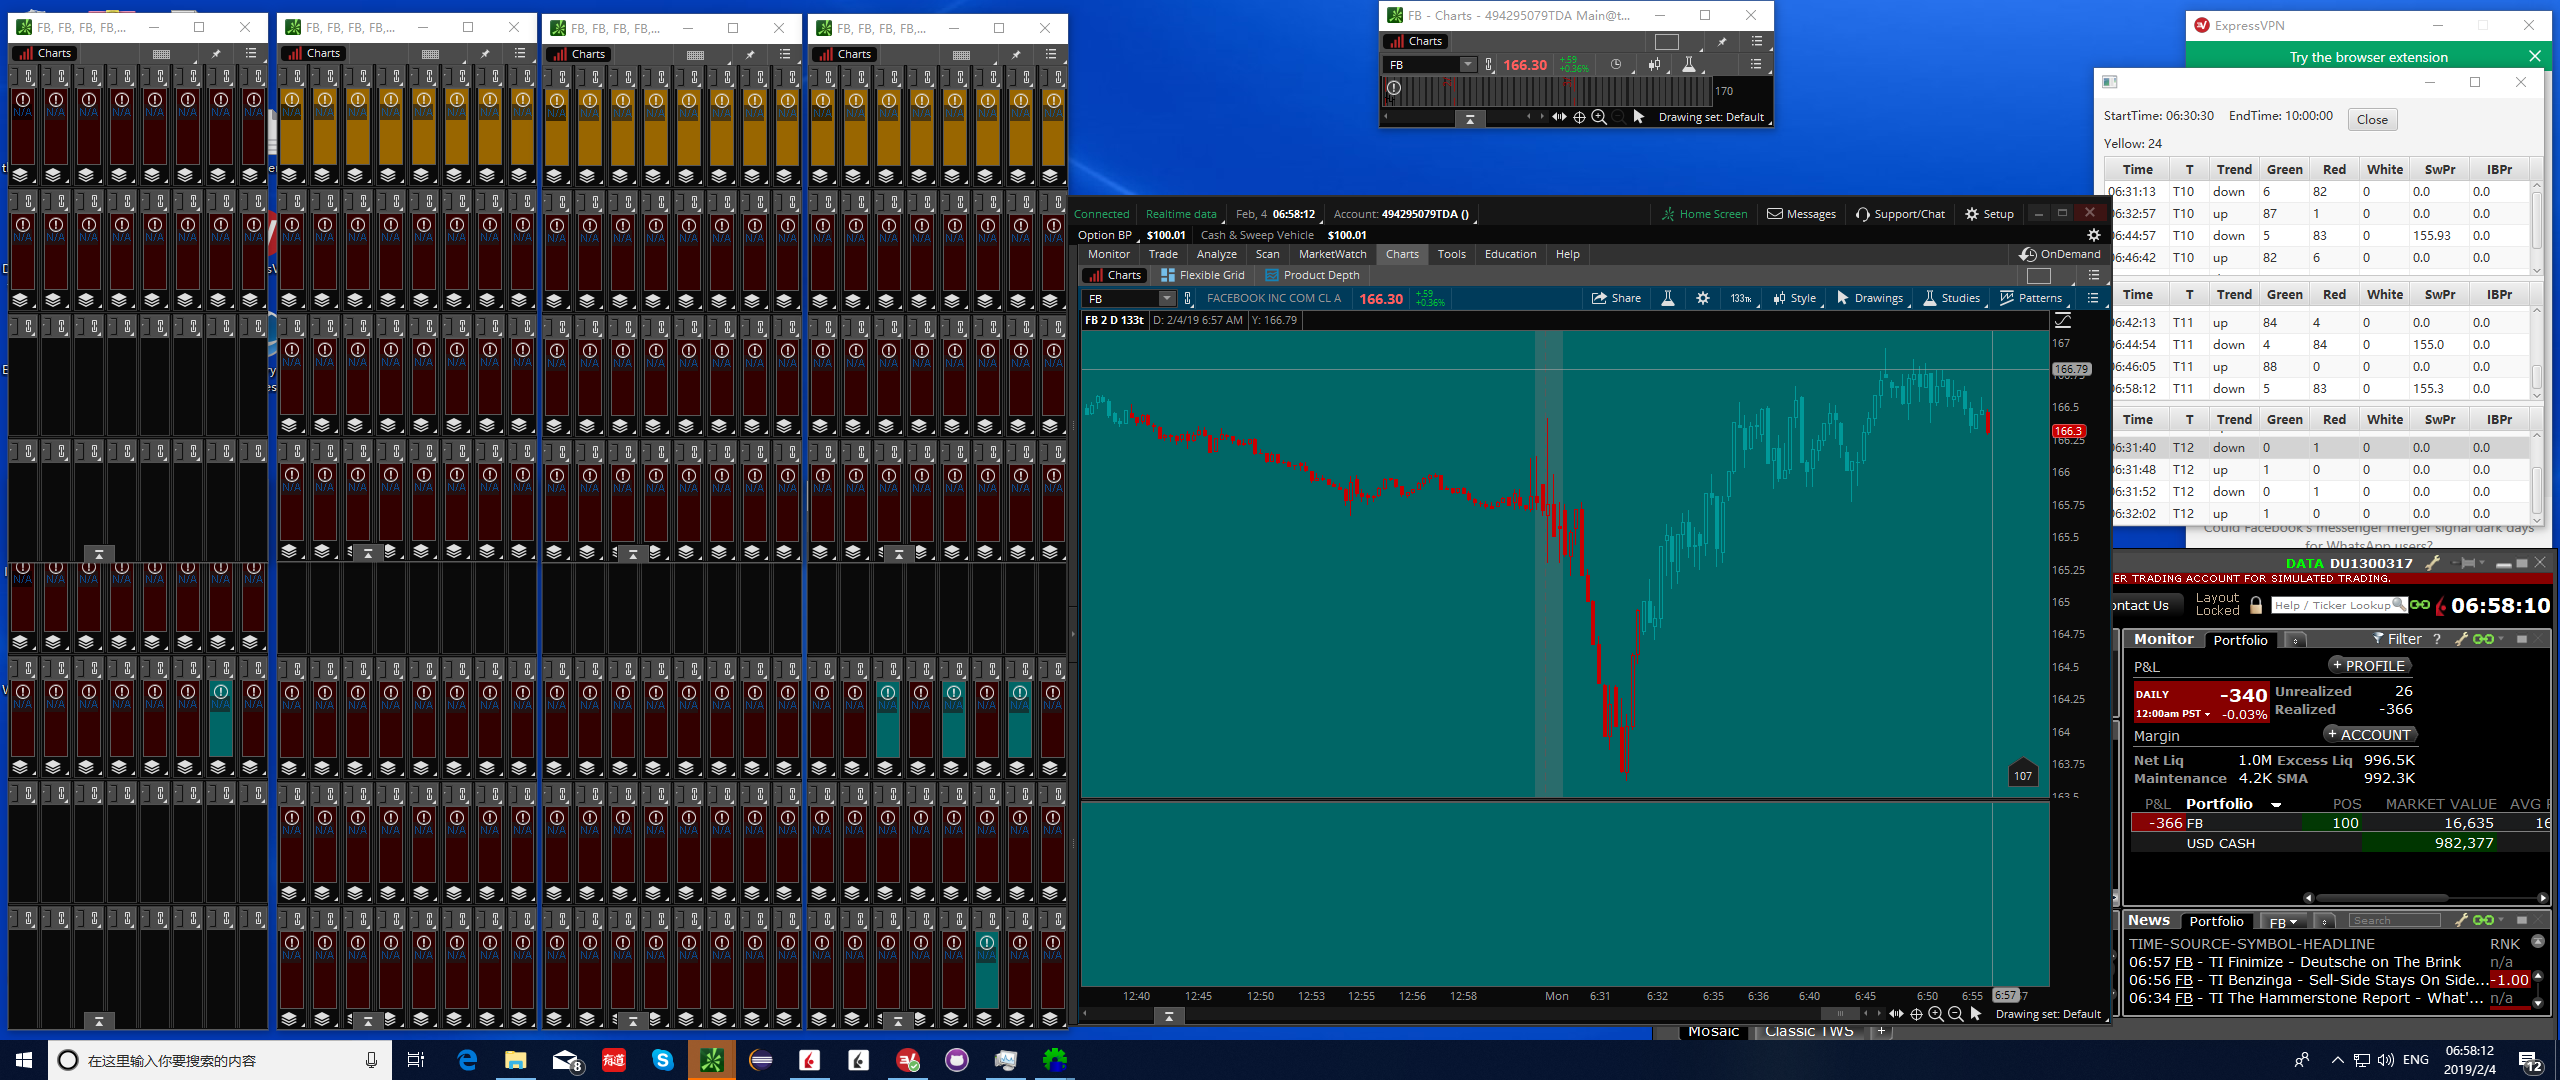 FB, FB, FB, FB,...
Charts
FB, FB, FB, FB,...
Charts
FB, FB, FB, FB,...
Charts
FB, FB, FB, FB,...
Charts
N/A
FB - Charts - 494295079TDA Main@t...
Charts
FB 166.30 +.59 +0.36%
170
Drawing set: Default
ExpressVPN
Try the browser extension
StartTime: 06:30:30 EndTime: 10:00:00 Close
Yellow: 24
Time T Trend Green Red White SwPr IBPr
06:31:13 T10 down 6 82 0 0.0 0.0
06:32:57 T10 up 87 1 0 0.0 0.0
06:44:57 T10 down 5 83 0 155.93 0.0
06:46:42 T10 up 82 6 0 0.0 0.0
Time T Trend Green Red White SwPr IBPr
06:42:13 T11 up 84 4 0 0.0 0.0
06:44:54 T11 down 4 84 0 155.0 0.0
06:46:05 T11 up 88 0 0 0.0 0.0
06:58:12 T11 down 5 83 0 155.3 0.0
Time T Trend Green Red White SwPr IBPr
06:31:40 T12 down 0 1 0 0.0 0.0
06:31:48 T12 up 1 0 0 0.0 0.0
06:31:52 T12 down 0 1 0 0.0 0.0
06:32:02 T12 up 1 0 0 0.0 0.0
Could Facebook's messenger merger signal dark days
for WhatsApp users?
Connected Realtime data Feb, 4 06:58:12 Account: 494295079TDA () Home Screen Messages Support/Chat Setup
Option BP $100.01 Cash & Sweep Vehicle $100.01
Monitor Trade Analyze Scan MarketWatch Charts Tools Education Help OnDemand
Charts Flexible Grid Product Depth
FB FACEBOOK INC COM CL A 166.30 +.59 +0.36% Share 133tk Style Drawings Studies Patterns
FB 2 D 133t D: 2/4/19 6:57 AM Y: 166.79
167
166.79
166.5
166.3
166.25
166
165.75
165.5
165.25
165
164.75
164.5
164.25
164
163.75
163.5
107
12:40 12:45 12:50 12:53 12:55 12:56 12:58 Mon 6:31 6:32 6:35 6:36 6:40 6:45 6:50 6:55 6:57
Drawing set: Default
DATA DU1300317
ER TRADING ACCOUNT FOR SIMULATED TRADING.
ontact Us Layout Locked Help / Ticker Lookup 06:58:10
Monitor Portfolio Filter ?
P&L + PROFILE
DAILY -340 Unrealized 26
12:00am PST -0.03% Realized -366
Margin + ACCOUNT
Net Liq 1.0M Excess Liq 996.5K
Maintenance 4.2K SMA 992.3K
P&L Portfolio POS MARKET VALUE AVG
-366 FB 100 16,635 16
USD CASH 982,377
News Portfolio FB Search
TIME-SOURCE-SYMBOL-HEADLINE RNK
06:57 FB - TI Finimize - Deutsche on The Brink n/a
06:56 FB - TI Benzinga - Sell-Side Stays On Side... -1.00
06:34 FB - TI The Hammerstone Report - What'... n/a
Mosaic Classic TWS +
在这里输入你要搜索的内容
8
有道
ENG
06:58:12
2019/2/4
12